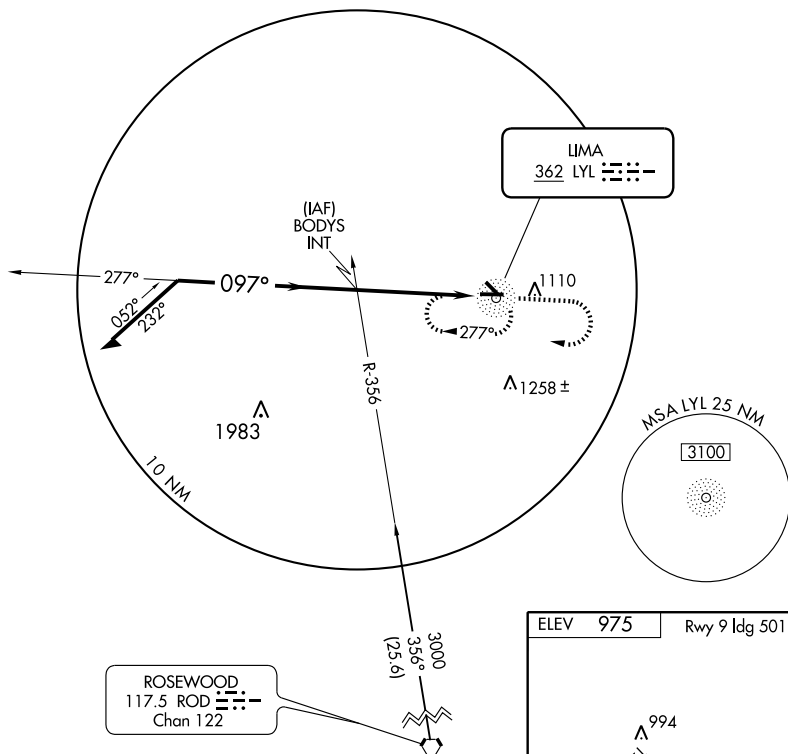 LIMA
362 LYL
(IAF)
BODYS
INT
277°
097°
052°
232°
1110
277°
R-356
1258 ±
1983
10 NM
MSA LYL 25 NM
3100
3000
356°
(25.6)
ROSEWOOD
117.5 ROD
Chan 122
ELEV 975 Rwy 9 ldg 501
994